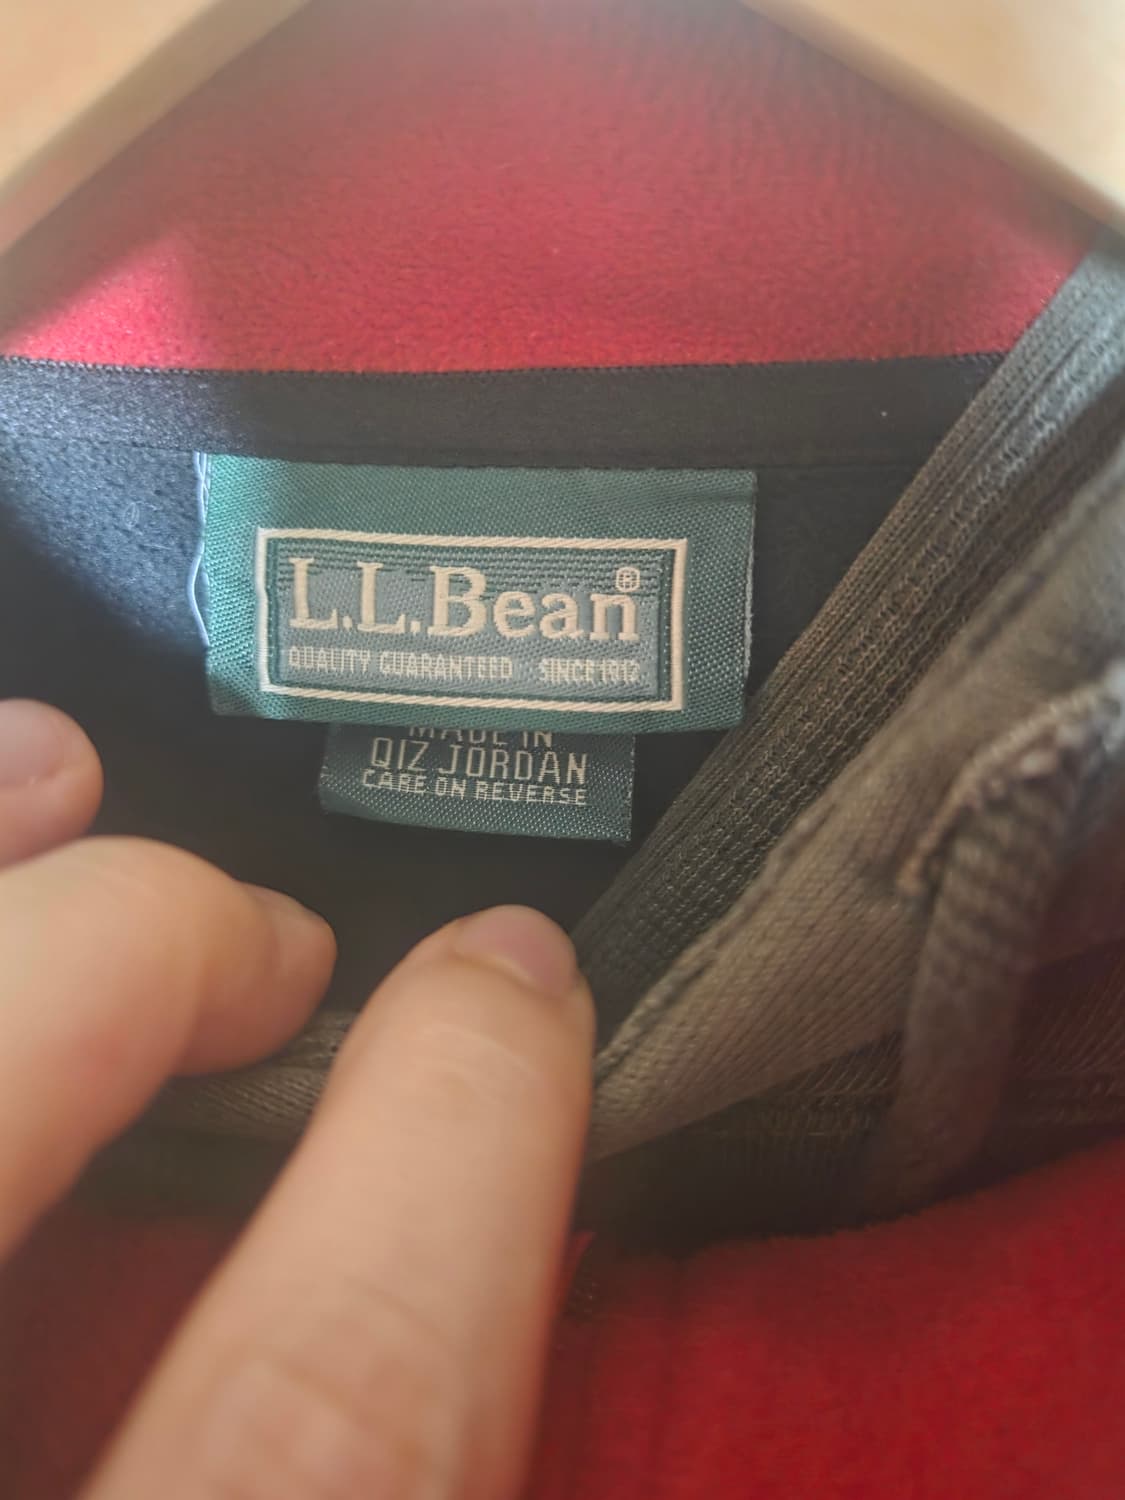 L.L.Bean®
QUALITY GUARANTEED SINCE 1912
MADE IN
QIZ JORDAN
CARE ON REVERSE